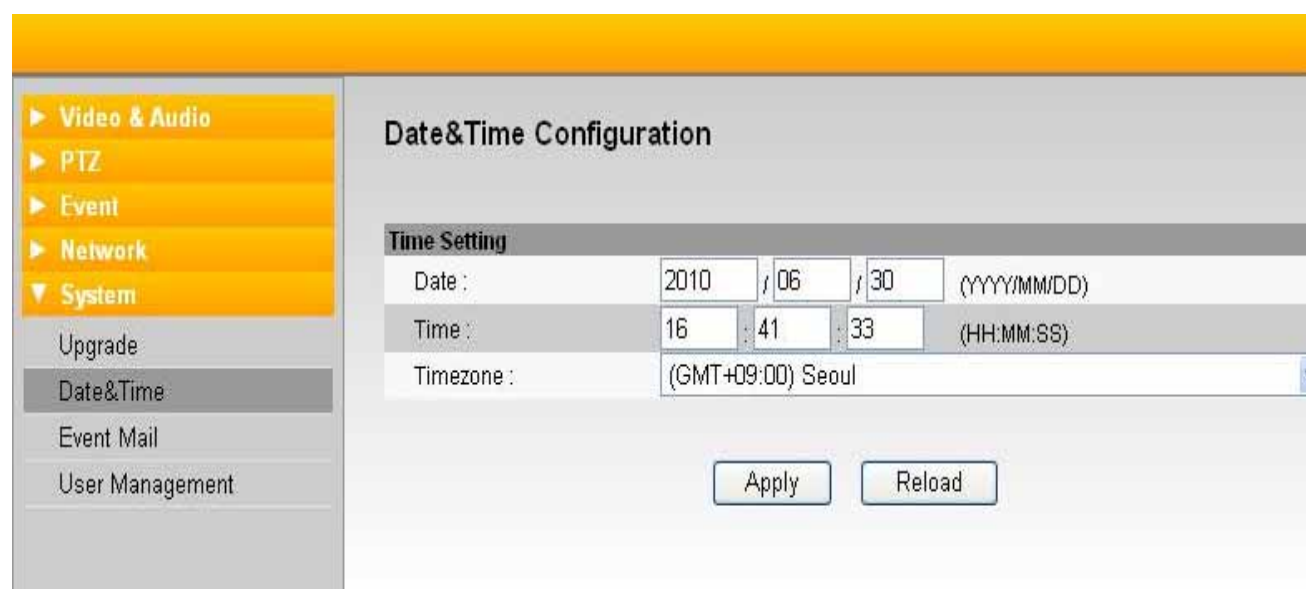 Video & Audio
PTZ
Event
Network
System
Upgrade
Date&Time
Event Mail
User Management
Date&Time Configuration
Time Setting
Date : 2010 / 06 / 30 (YYYY/MM/DD)
Time : 16 : 41 : 33 (HH:MM:SS)
Timezone : (GMT+09:00) Seoul
Apply Reload